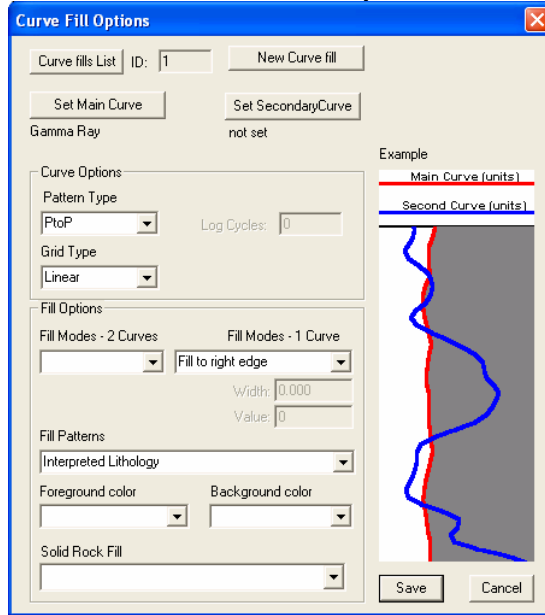 Curve Fill Options
Curve fills List ID: 1 New Curve fill
Set Main Curve Set SecondaryCurve
Gamma Ray not set
Example
Main Curve (units)
Second Curve (units)
Curve Options
Pattern Type
PtoP Log Cycles: 0
Grid Type
Linear
Fill Options
Fill Modes - 2 Curves Fill Modes - 1 Curve
Fill to right edge
Width: 0.000
Value: 0
Fill Patterns
Interpreted Lithology
Foreground color Background color
Solid Rock Fill
Save Cancel